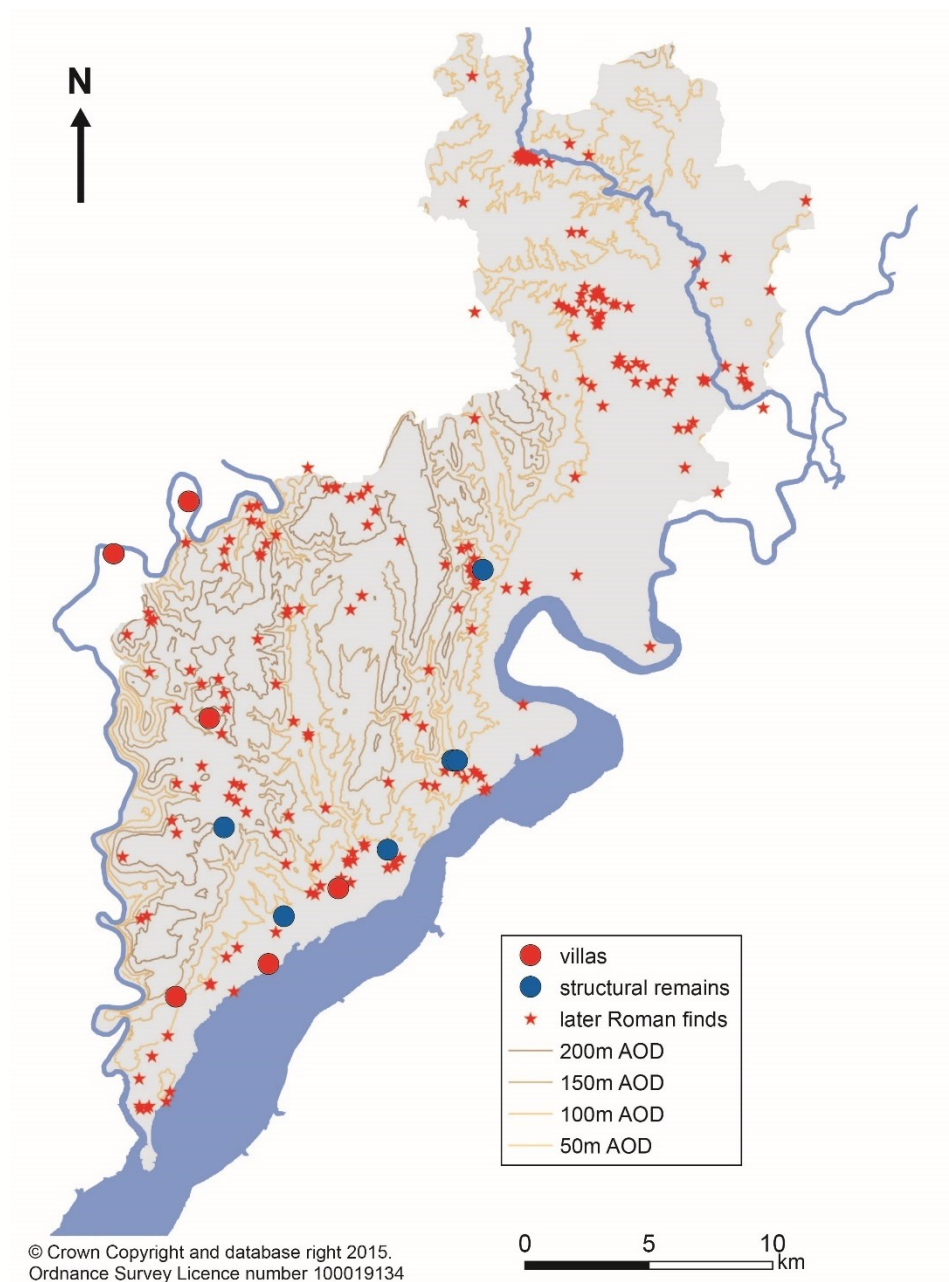 N
villas
structural remains
later Roman finds
200m AOD
150m AOD
100m AOD
50m AOD
© Crown Copyright and database right 2015.
Ordnance Survey Licence number 100019134
0 5 10
km